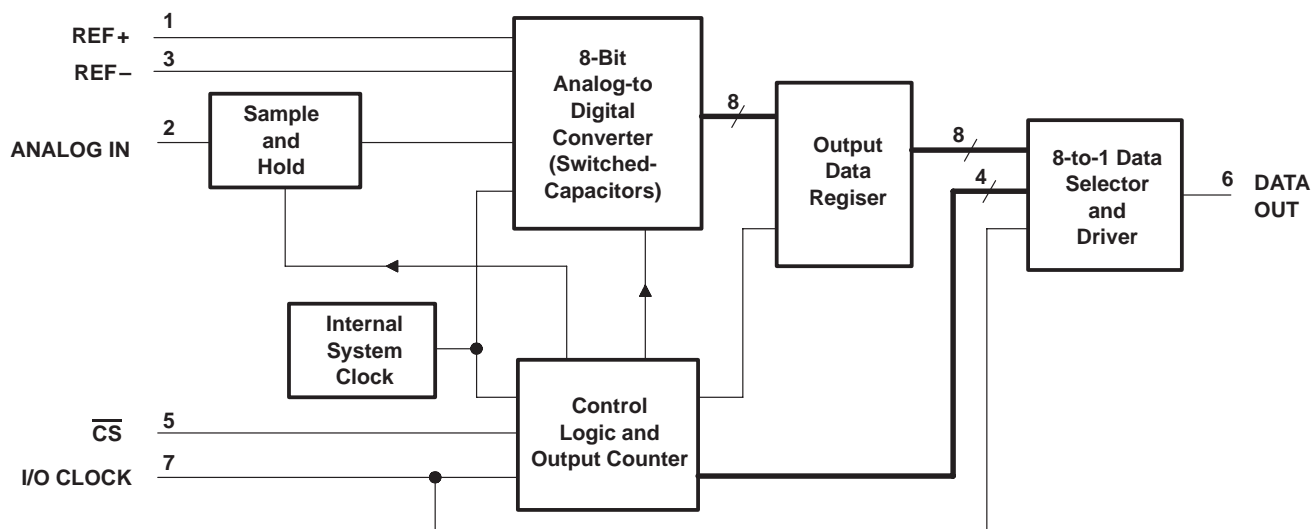 REF+
1
REF–
3
ANALOG IN
2
Sample
and
Hold
8-Bit
Analog-to
Digital
Converter
(Switched-
Capacitors)
8
Output
Data
Regiser
8
4
8-to-1 Data
Selector
and
Driver
6
DATA
OUT
Internal
System
Clock
Control
Logic and
Output Counter
CS
5
I/O CLOCK
7